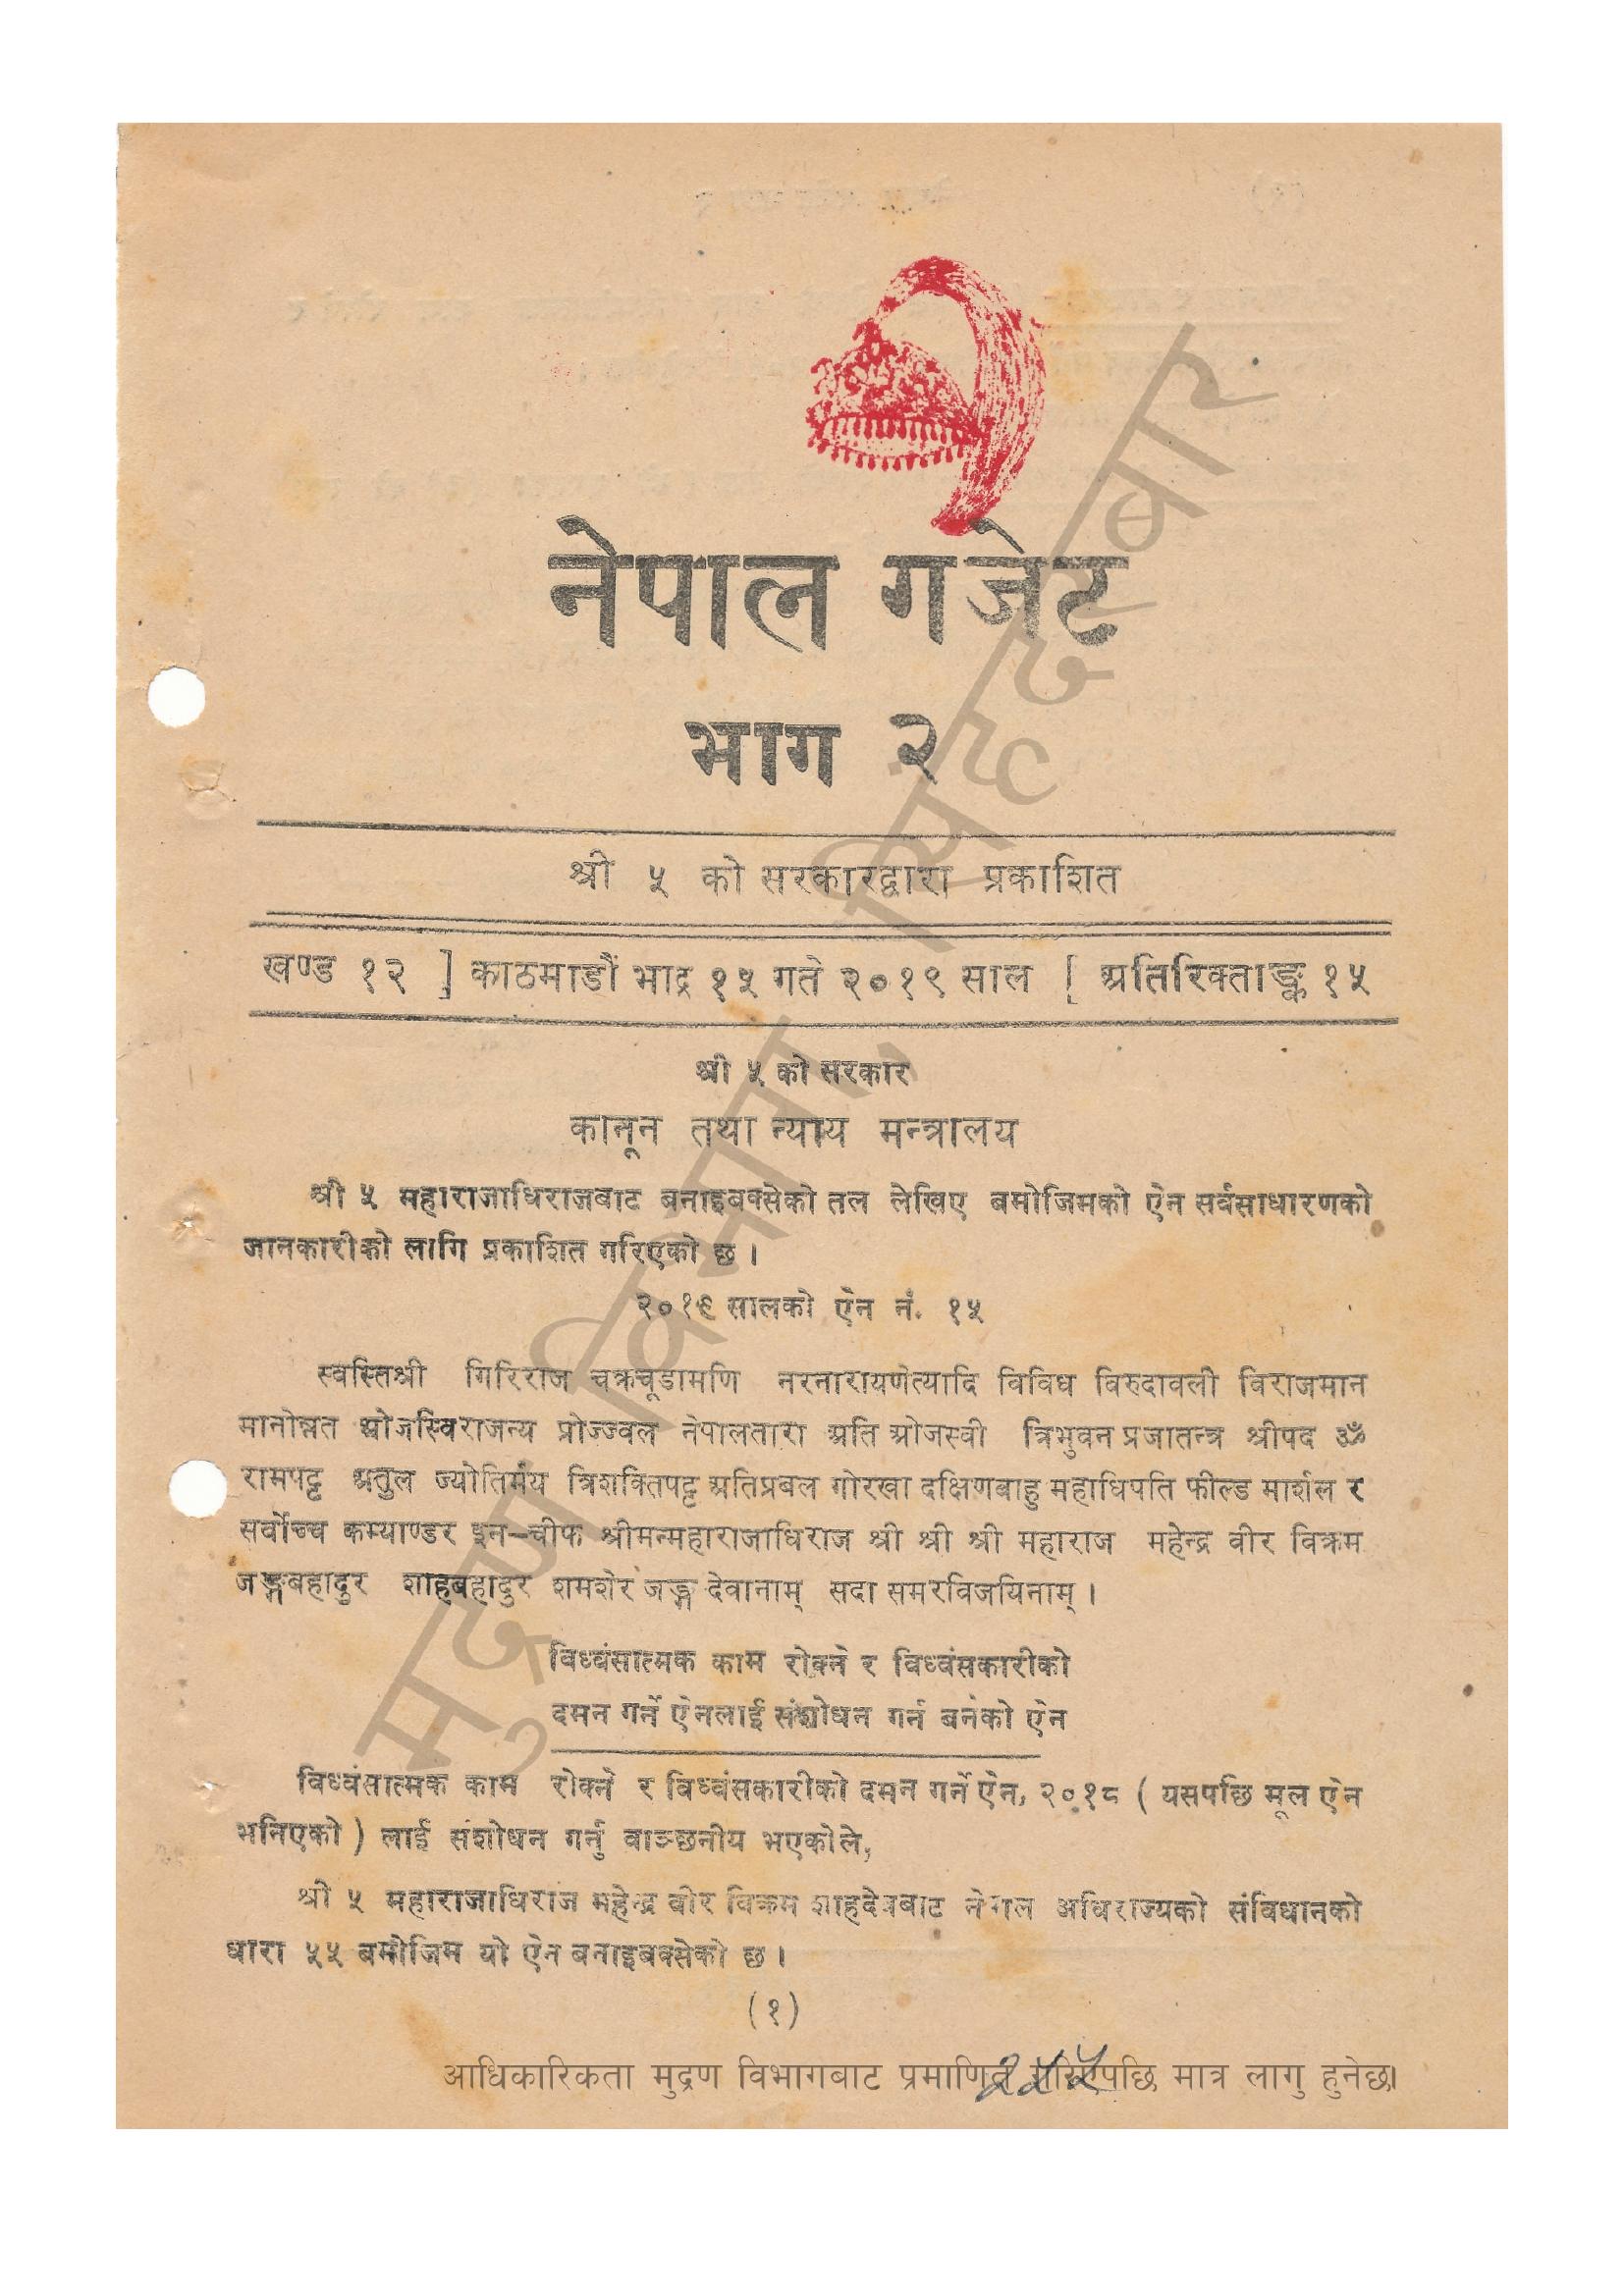 नेपाल गजेट
भाग २
श्री ५ को सरकारद्वारा प्रकाशित
खण्ड १२ ] काठमाडौं भाद्र १५ गते २०१९ साल [ अतिरिक्ताङ्क १५
श्री ५ को सरकार
कानून तथा न्याय मन्त्रालय
श्री ५ महाराजाधिराजबाट बनाइबक्सेको तल लेखिए बमोजिमको ऐन सर्वसाधारणको
जानकारीको लागि प्रकाशित गरिएको छ ।
२०१९ सालको ऐन नं. १५
स्वस्तिश्री गिरिराज चक्रचूडामणि नरनारायणेत्यादि विविध विरुदावली विराजमान
मानोन्नत ओजस्विराजन्य प्रोज्ज्वल नेपालतारा अति ओजस्वी त्रिभुवन प्रजातन्त्र श्रीपद ॐ
रामपट्ट अतुल ज्योतिर्मय त्रिशक्तिपट्ट अतिप्रबल गोरखा दक्षिणबाहु महाधिपति फील्ड मार्शल र
सर्वोच्च कम्याण्डर इन-चीफ श्रीमन्महाराजाधिराज श्री श्री श्री महाराज महेन्द्र वीर विक्रम
जङ्गबहादुर शाहबहादुर शमशेर जङ्ग देवानाम् सदा समरविजयिनाम् ।
विध्वंसात्मक काम रोक्ने र विध्वंसकारीको
दमन गर्ने ऐनलाई संशोधन गर्न बनेको ऐन
विध्वंसात्मक काम रोक्ने र विध्वंसकारीको दमन गर्ने ऐन, २०१८ ( यसपछि मूल ऐन
भनिएको ) लाई संशोधन गर्नु वाञ्छनीय भएकोले,
श्री ५ महाराजाधिराज महेन्द्र वीर विक्रम शाहदेवबाट नेपाल अधिराज्यको संविधानको
धारा ५५ बमोजिम यो ऐन बनाइबक्सेको छ ।
(१)
आधिकारिकता मुद्रण विभागबाट प्रमाणित गरिएपछि मात्र लागु हुनेछ।
२५५
मुद्रण विभाग, सिंहदरबार